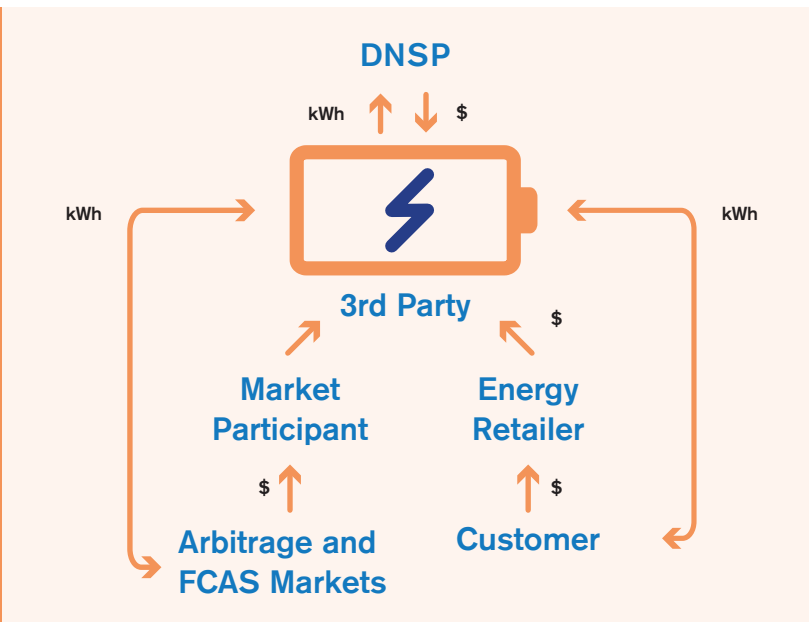 DNSP
kWh
$
kWh
kWh
3rd Party
$
Market
Participant
Energy
Retailer
$
$
Arbitrage and
FCAS Markets
Customer